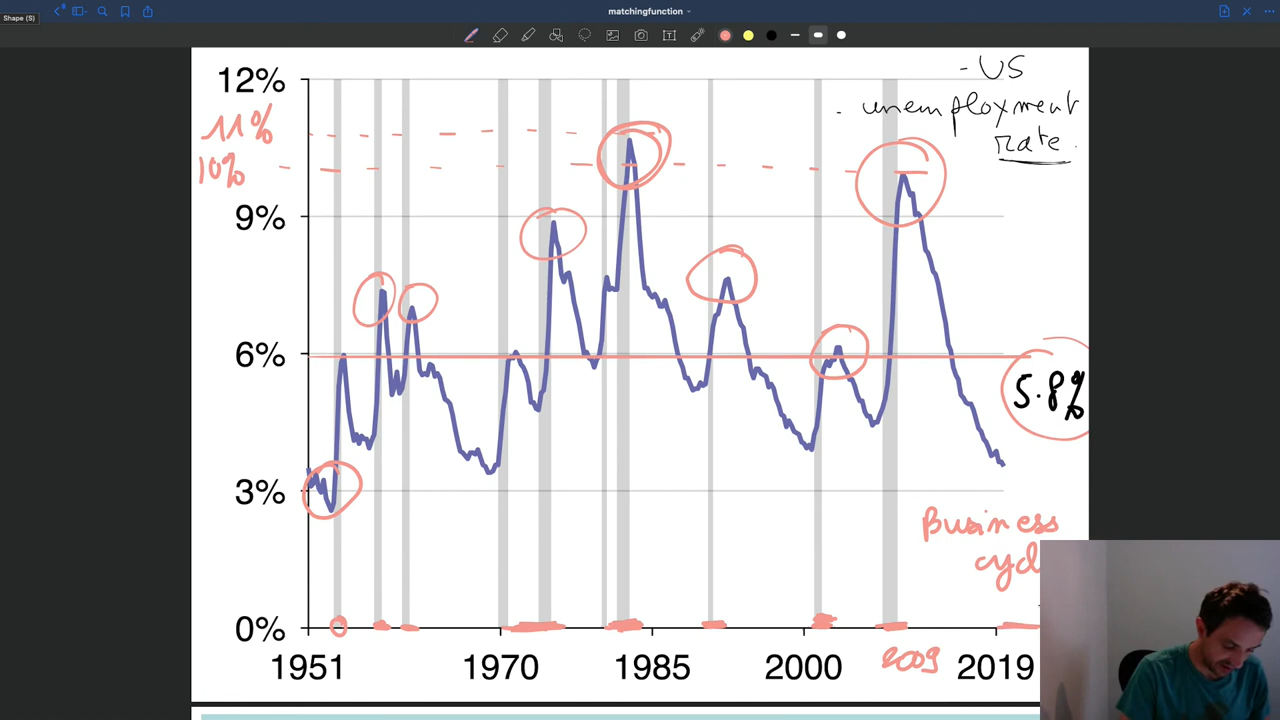 Shape (S)
8
matchingfunction
12%
- US
- unemployment
rate
11%
10%
9%
6%
5.8%
3%
Business
0%
1951
1970
1985
2000
2009
2019